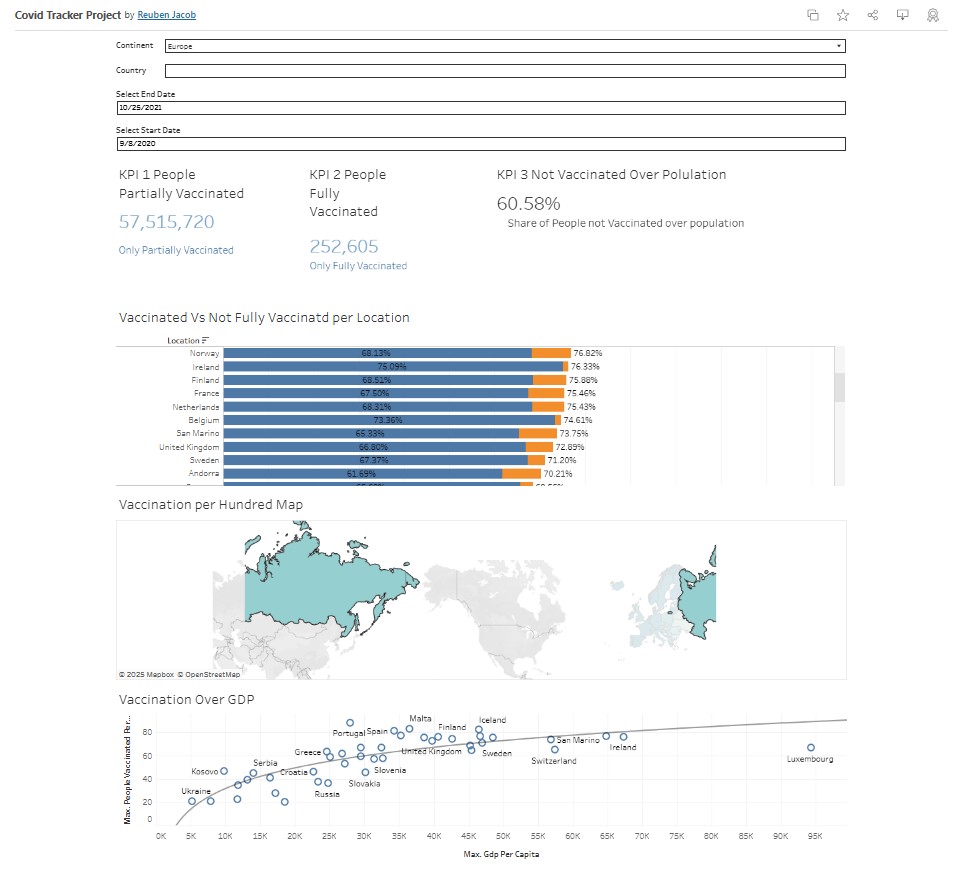 Covid Tracker Project by Reuben Jacob
Continent
Europe
Country
Select End Date
10/25/2021
Select Start Date
9/8/2020
KPI 1 People
Partially Vaccinated
57,515,720
Only Partially Vaccinated
KPI 2 People
Fully
Vaccinated
252,605
Only Fully Vaccinated
KPI 3 Not Vaccinated Over Polulation
60.58%
Share of People not Vaccinated over population
Vaccinated Vs Not Fully Vaccinatd per Location
Location
Norway 68.13% 76.82%
Ireland 75.09% 76.33%
Finland 68.51% 75.88%
France 67.60% 75.46%
Netherlands 68.31% 75.43%
Belgium 73.36% 74.61%
San Marino 65.33% 73.75%
United Kingdom 66.80% 72.89%
Sweden 67.37% 71.20%
Andorra 61.69% 70.21%
Vaccination per Hundred Map
© 2025 Mapbox © OpenStreetMap
Vaccination Over GDP
Max. People Vaccinated Per...
80
60
40
20
0
Malta
Iceland
Portugal
Spain
Finland
San Marino
Greece
United Kingdom
Sweden
Ireland
Switzerland
Luxembourg
Serbia
Kosovo
Croatia
Slovenia
Slovakia
Ukraine
Russia
0K 5K 10K 15K 20K 25K 30K 35K 40K 45K 50K 55K 60K 65K 70K 75K 80K 85K 90K 95K
Max. Gdp Per Capita